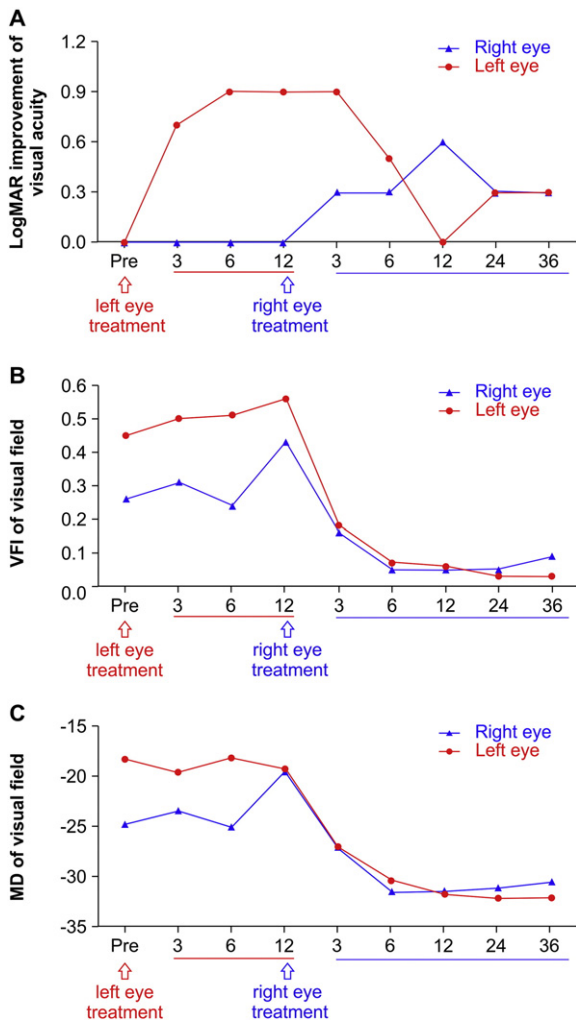 A
LogMAR improvement of
visual acuity
1.2
0.9
0.6
0.3
0.0
Right eye
Left eye
Pre 3 6 12 3 6 12 24 36
left eye
treatment
right eye
treatment
B
VFI of visual field
0.6
0.5
0.4
0.3
0.2
0.1
0.0
Right eye
Left eye
Pre 3 6 12 3 6 12 24 36
left eye
treatment
right eye
treatment
C
MD of visual field
-15
-20
-25
-30
-35
Right eye
Left eye
Pre 3 6 12 3 6 12 24 36
left eye
treatment
right eye
treatment